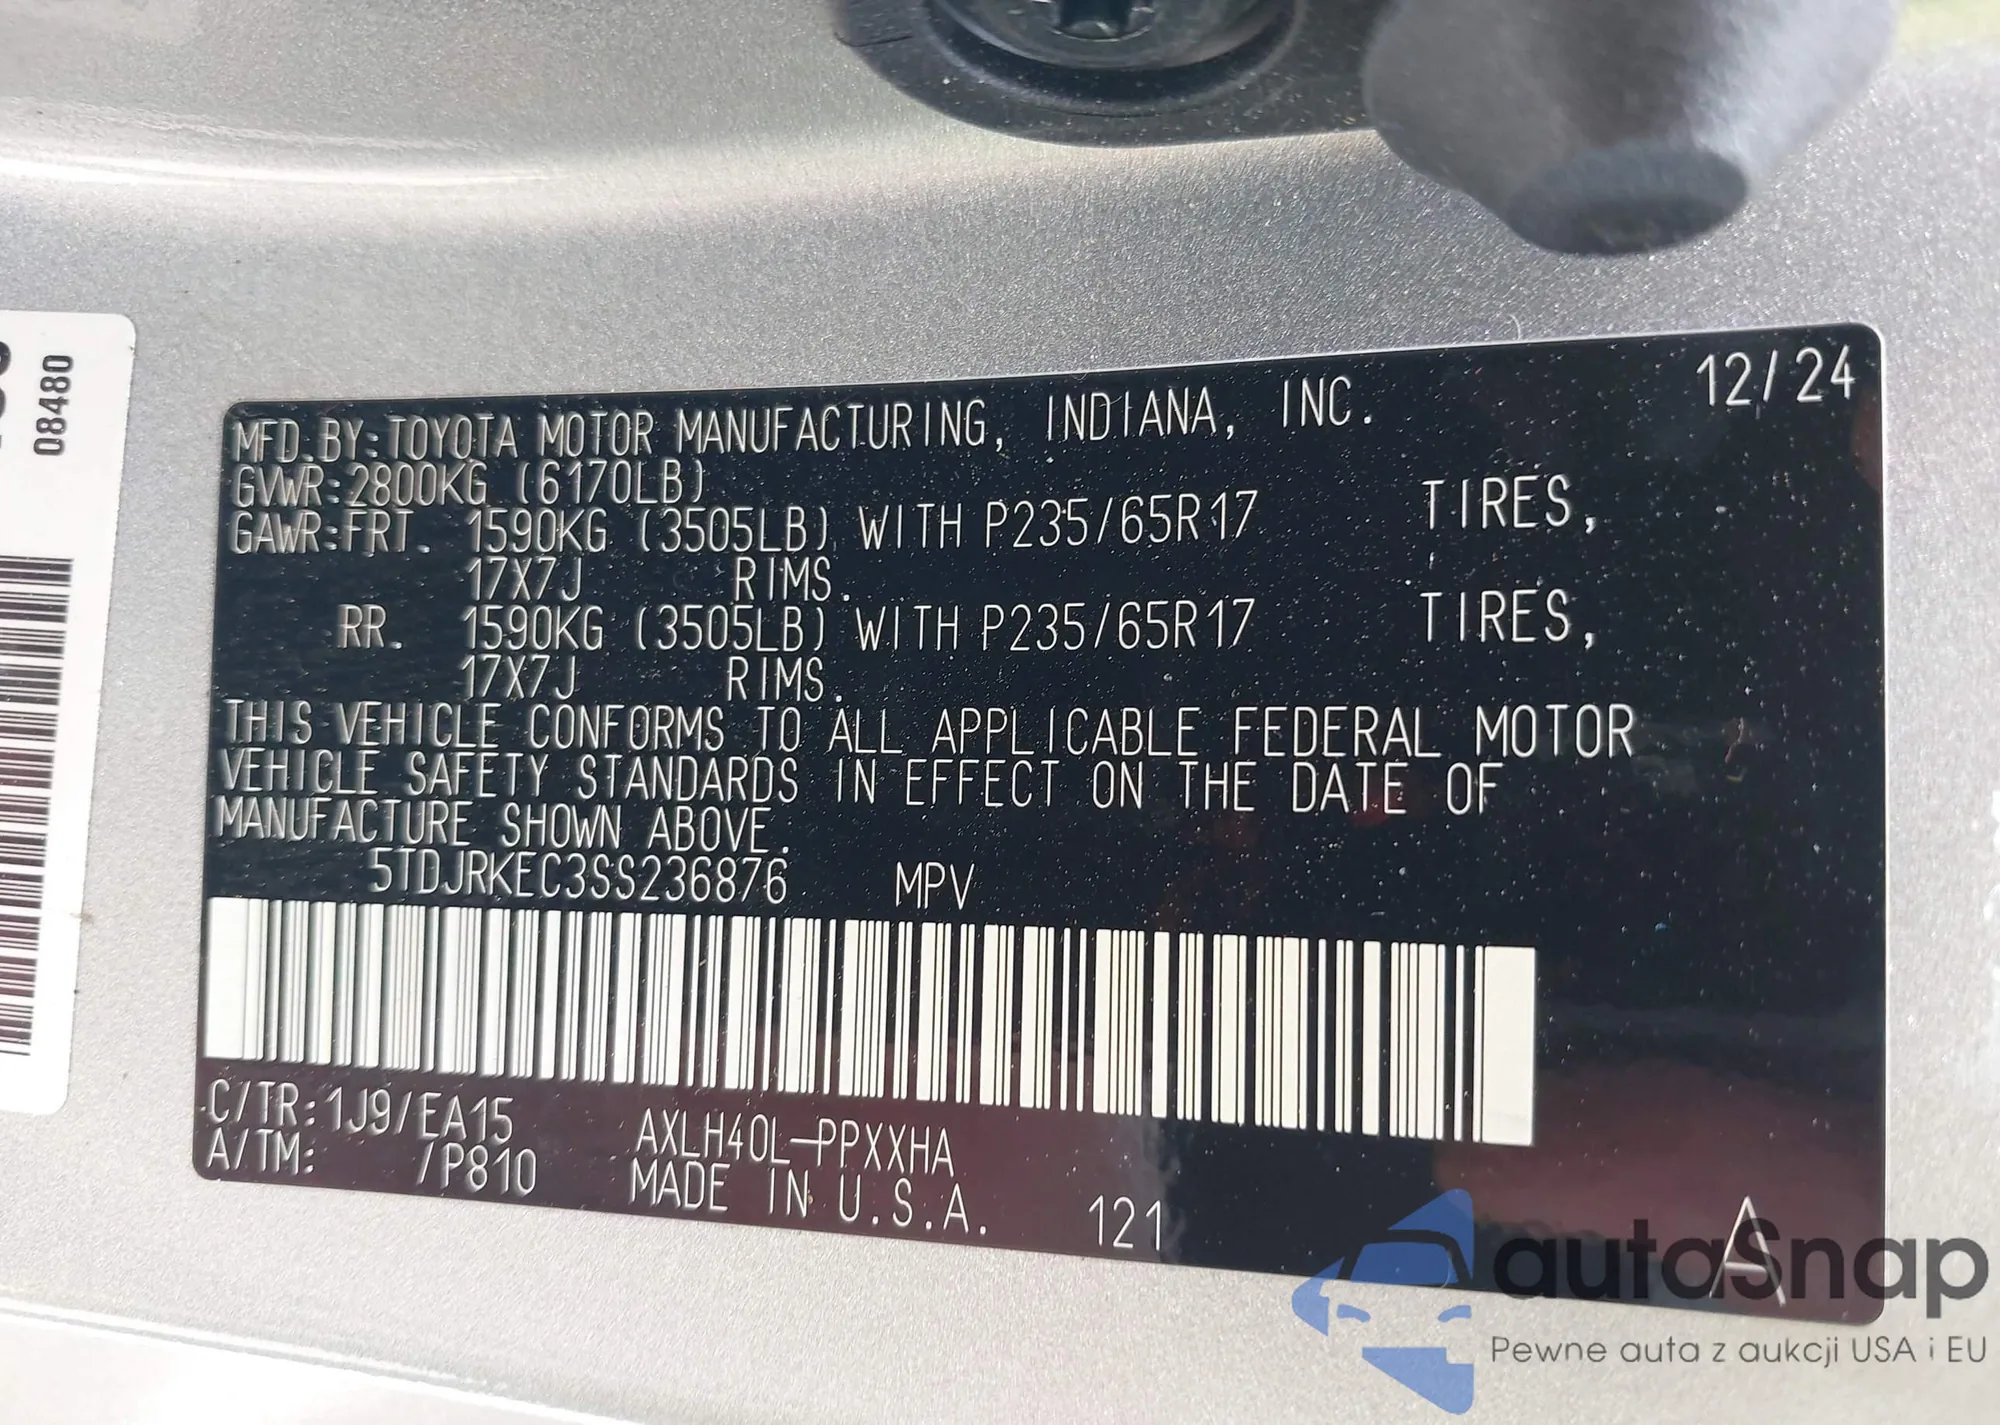 08480
12/24
MFD.BY:TOYOTA MOTOR MANUFACTURING, INDIANA, INC.
GVWR:2800KG (6170LB)
GAWR:FRT. 1590KG (3505LB) WITH P235/65R17 TIRES,
17X7J RIMS.
RR. 1590KG (3505LB) WITH P235/65R17 TIRES,
17X7J RIMS.
THIS VEHICLE CONFORMS TO ALL APPLICABLE FEDERAL MOTOR
VEHICLE SAFETY STANDARDS IN EFFECT ON THE DATE OF
MANUFACTURE SHOWN ABOVE.
5TDJRKEC3SS236876 MPV
C/TR:1J9/EA15 AXLH40L-PPXXHA
A/TM: /P810 MADE IN U.S.A. 121 A
autoSnap
Pewne auta z aukcji USA i EU